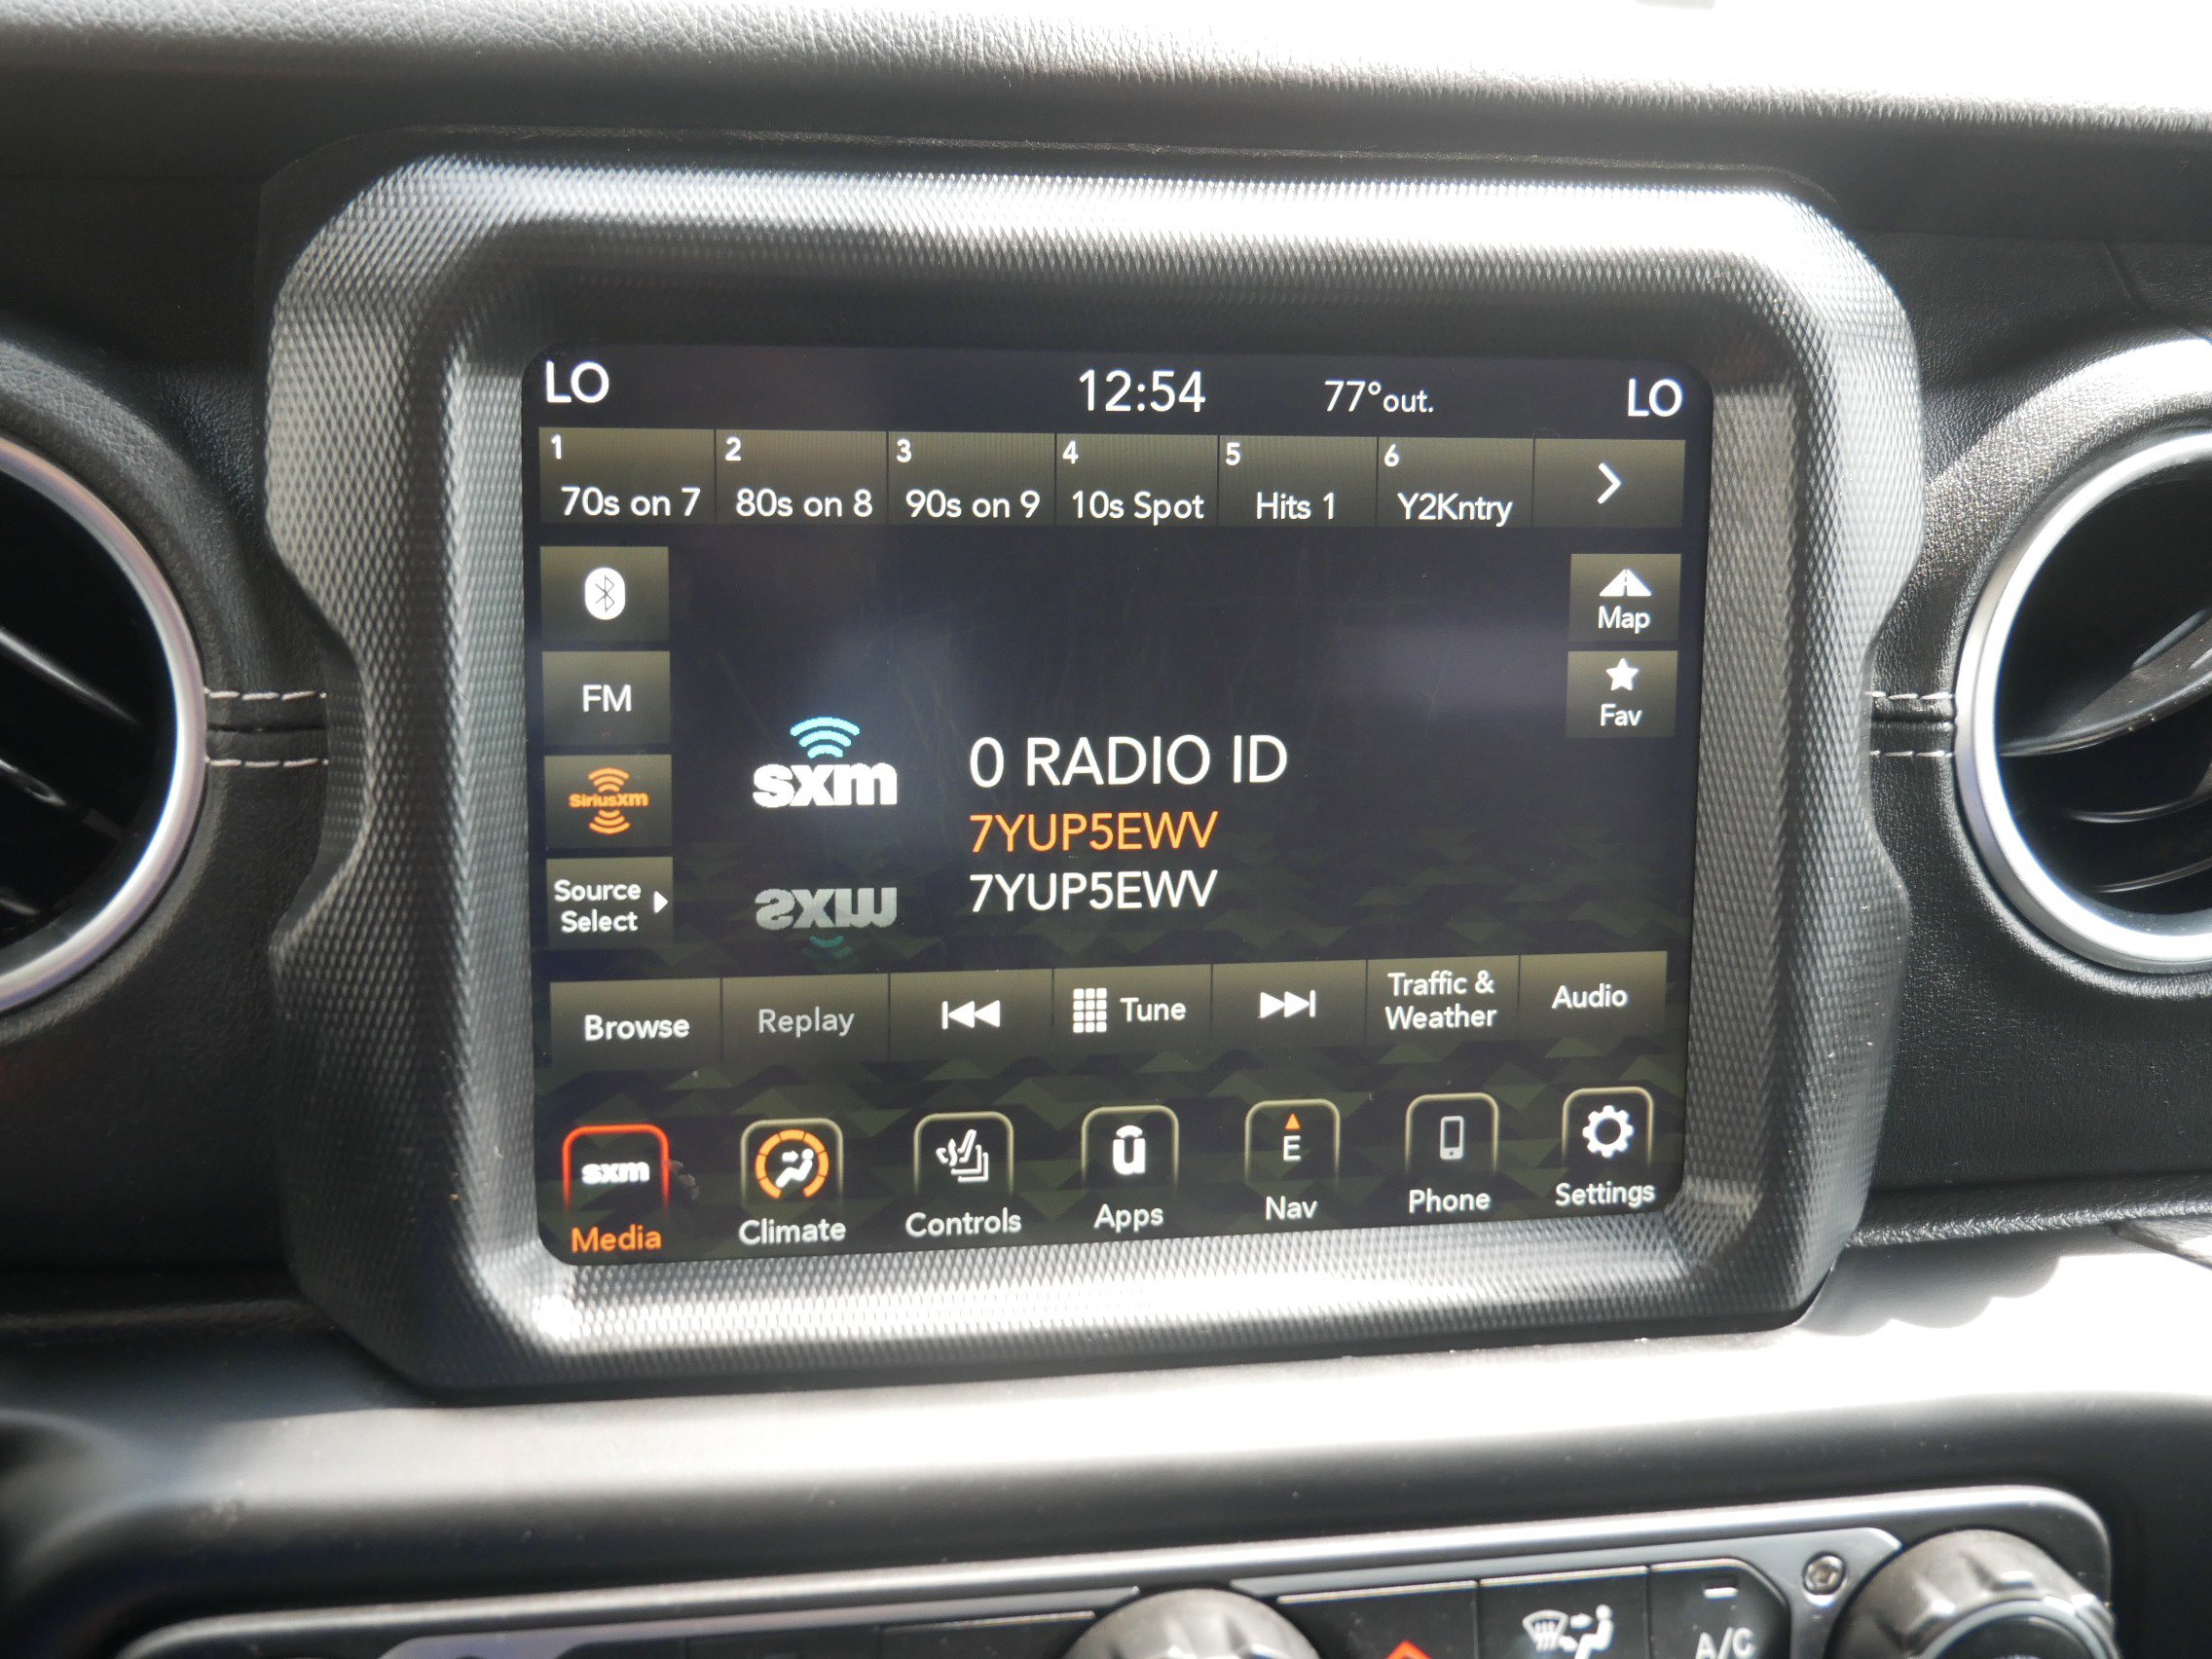 LO 12:54 77°out. LO
1 2 3 4 5 6
70s on 7 80s on 8 90s on 9 10s Spot Hits 1 Y2Kntry
Map
FM
Fav
sxm
0 RADIO ID
SiriusXM
7YUP5EWV
Source
Select
7YUP5EWV
sxm
Browse
Replay
Tune
Traffic &
Weather
Audio
sxm
Media
Climate
Controls
Apps
E
Nav
Phone
Settings
A/C